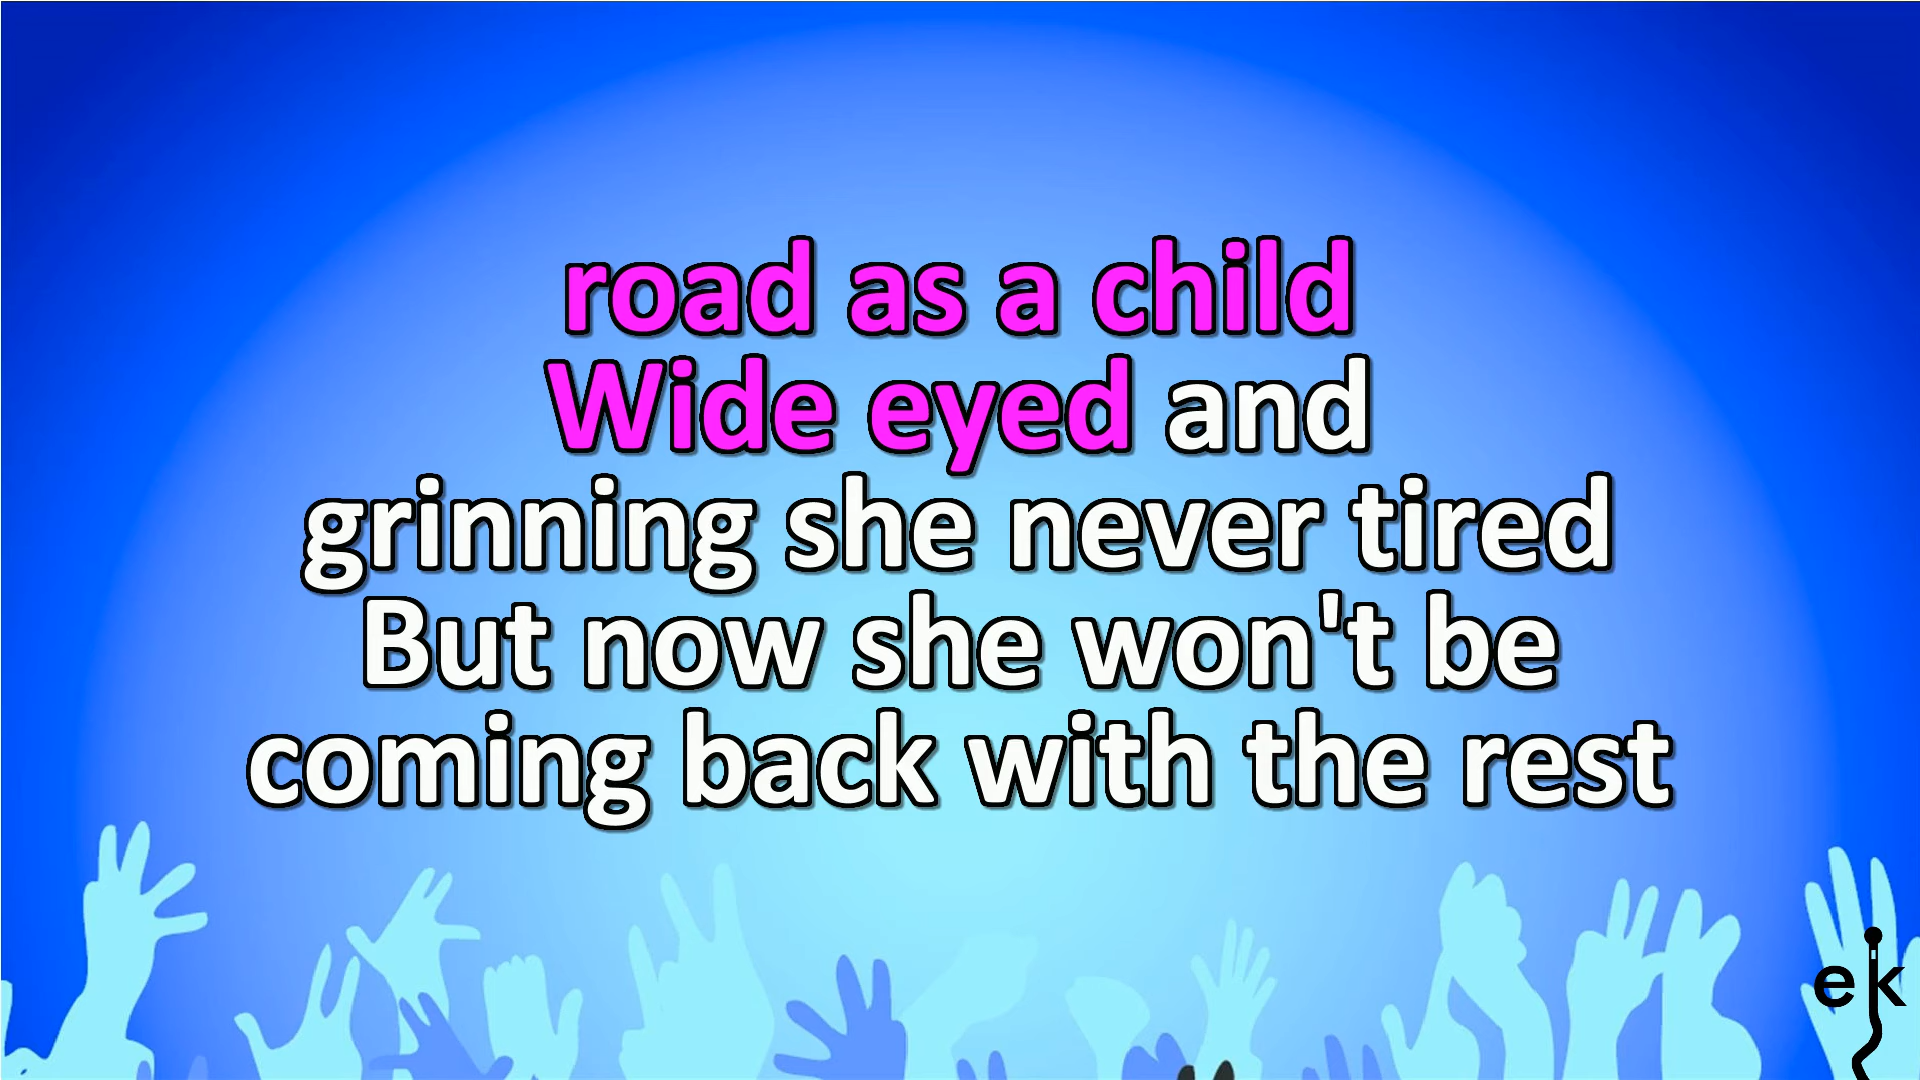 road as a child
Wide eyed and
grinning she never tired
But now she won't be
coming back with the rest
ek